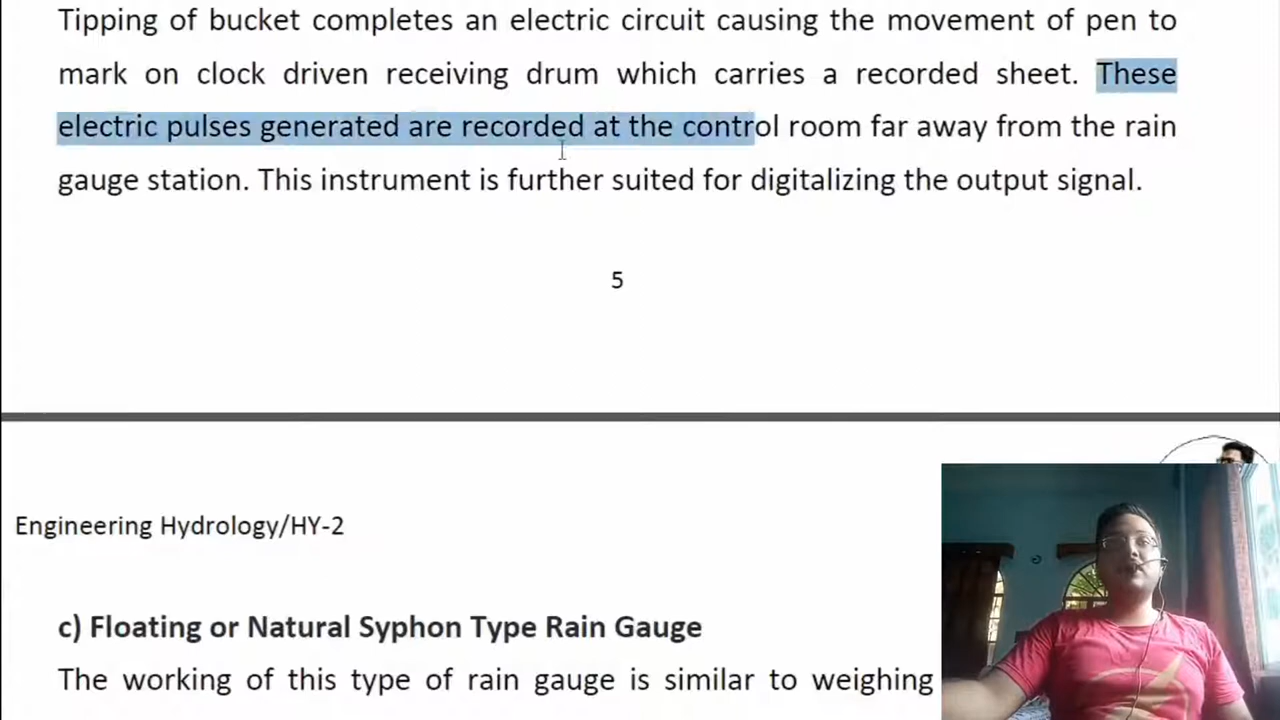 Tipping of bucket completes an electric circuit causing the movement of pen to
mark on clock driven receiving drum which carries a recorded sheet. These
electric pulses generated are recorded at the control room far away from the rain
gauge station. This instrument is further suited for digitalizing the output signal.
5
Engineering Hydrology/HY-2
c) Floating or Natural Syphon Type Rain Gauge
The working of this type of rain gauge is similar to weighing